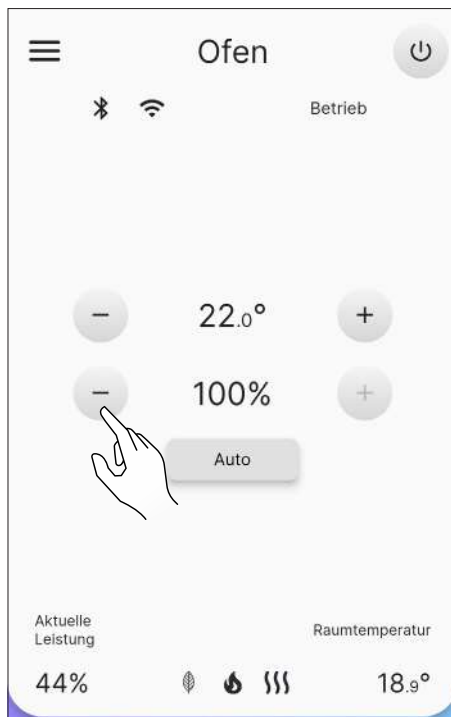 Ofen
Betrieb
− 22.0° +
− 100% +
Auto
Aktuelle
Leistung
Raumtemperatur
44% 18.9°